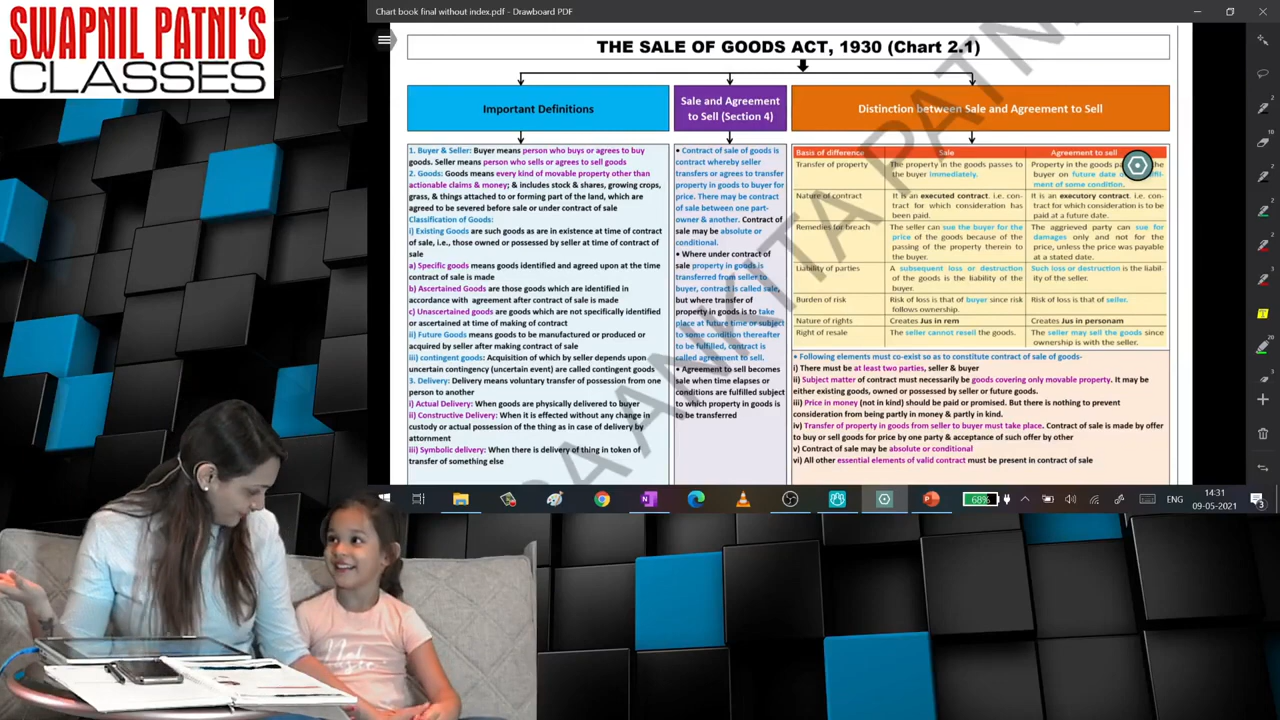 SWAPNIL PATNI'S
CLASSES
Chart book final without index.pdf - Drawboard PDF
THE SALE OF GOODS ACT, 1930 (Chart 2.1)
Important Definitions
1. Buyer & Seller: Buyer means person who buys or agrees to buy
goods. Seller means person who sells or agrees to sell goods
2. Goods: Goods means every kind of movable property other than
actionable claims & money; & includes stock & shares, growing crops,
grass, & things attached to or forming part of the land, which are
agreed to be severed before sale or under contract of sale
Classification of Goods:
i) Existing Goods are such goods as are in existence at time of contract
of sale, i.e., those owned or possessed by seller at time of contract of
sale
a) Specific goods means goods identified and agreed upon at the time
contract of sale is made
b) Ascertained Goods are those goods which are identified in
accordance with agreement after contract of sale is made
c) Unascertained goods are goods which are not specifically identified
or ascertained at time of making of contract
ii) Future Goods means goods to be manufactured or produced or
acquired by seller after making contract of sale
iii) contingent goods: Acquisition of which by seller depends upon
uncertain contingency (uncertain event) are called contingent goods
3. Delivery: Delivery means voluntary transfer of possession from one
person to another
i) Actual Delivery: When goods are physically delivered to buyer
ii) Constructive Delivery: When it is effected without any change in
custody or actual possession of the thing as in case of delivery by
attornment
iii) Symbolic delivery: When there is delivery of thing in token of
transfer of something else
Sale and Agreement
to Sell (Section 4)
• Contract of sale of goods is
contract whereby seller
transfers or agrees to transfer
property in goods to buyer for
price. There may be contract
of sale between one part-
owner & another. Contract of
sale may be absolute or
conditional.
• Where under contract of
sale property in goods is
transferred from seller to
buyer, contract is called sale,
but where transfer of
property in goods is to take
place at future time or subject
to some condition thereafter
to be fulfilled, contract is
called agreement to sell.
• Agreement to sell becomes
sale when time elapses or
conditions are fulfilled subject
to which property in goods is
to be transferred
Distinction between Sale and Agreement to Sell
Basis of difference Sale Agreement to sell
Transfer of property The property in the goods passes to Property in the goods the
the buyer immediately. buyer on future date
ment of some condition.
Nature of contract It is an executed contract. i.e. con- It is an executory contract. i.e. con-
tract for which consideration has tract for which consideration is to be
been paid. paid at a future date.
Remedies for breach The seller can sue the buyer for the The aggrieved party can sue for
price of the goods because of the damages only and not for the
passing of the property therein to price, unless the price was payable
the buyer. at a stated date.
Liability of parties A subsequent loss or destruction Such loss or destruction is the liabil-
of the goods is the liability of the ity of the seller.
buyer.
Burden of risk Risk of loss is that of buyer since risk Risk of loss is that of seller.
follows ownership.
Nature of rights Creates Jus in rem Creates Jus in personam
Right of resale The seller cannot resell the goods. The seller may sell the goods since
ownership is with the seller.
• Following elements must co-exist so as to constitute contract of sale of goods-
i) There must be at least two parties, seller & buyer
ii) Subject matter of contract must necessarily be goods covering only movable property. It may be
either existing goods, owned or possessed by seller or future goods.
iii) Price in money (not in kind) should be paid or promised. But there is nothing to prevent
consideration from being partly in money & partly in kind.
iv) Transfer of property in goods from seller to buyer must take place. Contract of sale is made by offer
to buy or sell goods for price by one party & acceptance of such offer by other
v) Contract of sale may be absolute or conditional
vi) All other essential elements of valid contract must be present in contract of sale
68%
ENG
14:31
09-05-2021